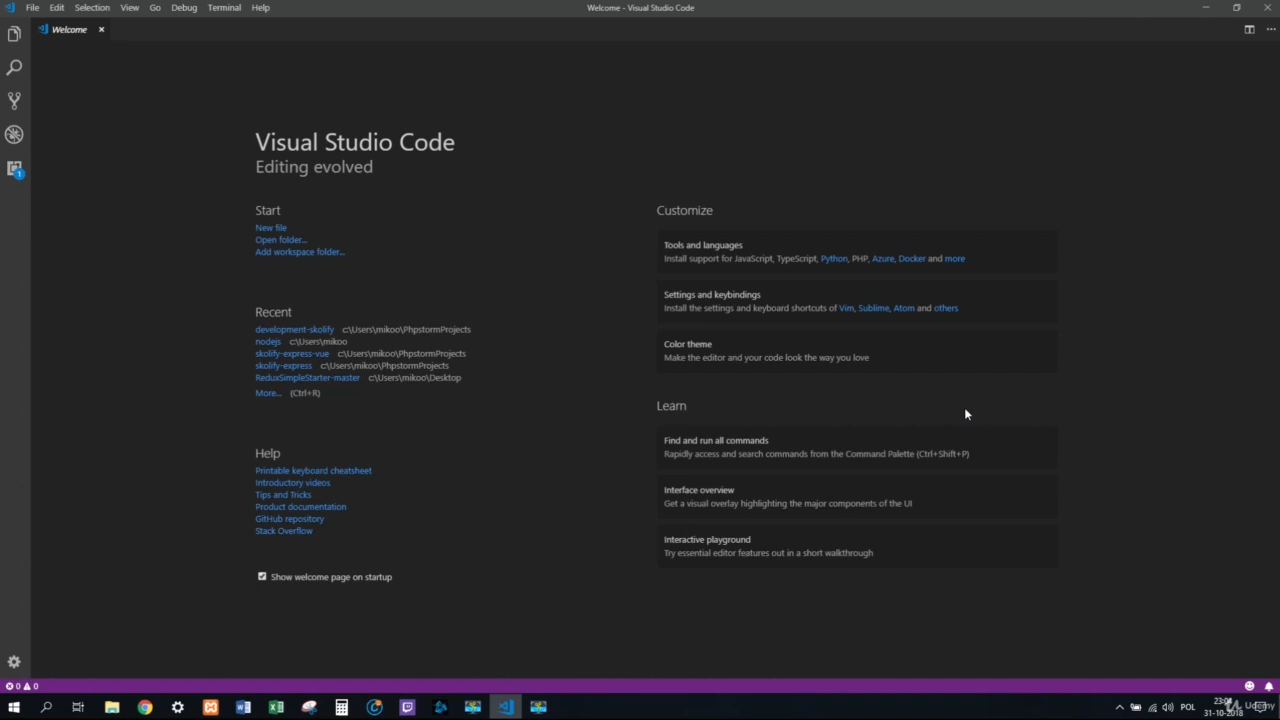 File Edit Selection View Go Debug Terminal Help
Welcome - Visual Studio Code
Welcome
Visual Studio Code
Editing evolved
Start
New file
Open folder...
Add workspace folder...
Recent
development-skolify c:\Users\mikoo\PhpstormProjects
nodejs c:\Users\mikoo
skolify-express-vue c:\Users\mikoo\PhpstormProjects
skolify-express c:\Users\mikoo\PhpstormProjects
ReduxSimpleStarter-master c:\Users\mikoo\Desktop
More... (Ctrl+R)
Help
Printable keyboard cheatsheet
Introductory videos
Tips and Tricks
Product documentation
GitHub repository
Stack Overflow
Show welcome page on startup
Customize
Tools and languages
Install support for JavaScript, TypeScript, Python, PHP, Azure, Docker and more
Settings and keybindings
Install the settings and keyboard shortcuts of Vim, Sublime, Atom and others
Color theme
Make the editor and your code look the way you love
Learn
Find and run all commands
Rapidly access and search commands from the Command Palette (Ctrl+Shift+P)
Interface overview
Get a visual overlay highlighting the major components of the UI
Interactive playground
Try essential editor features out in a short walkthrough
1
0 0
POL
31-10-2018
Udemy